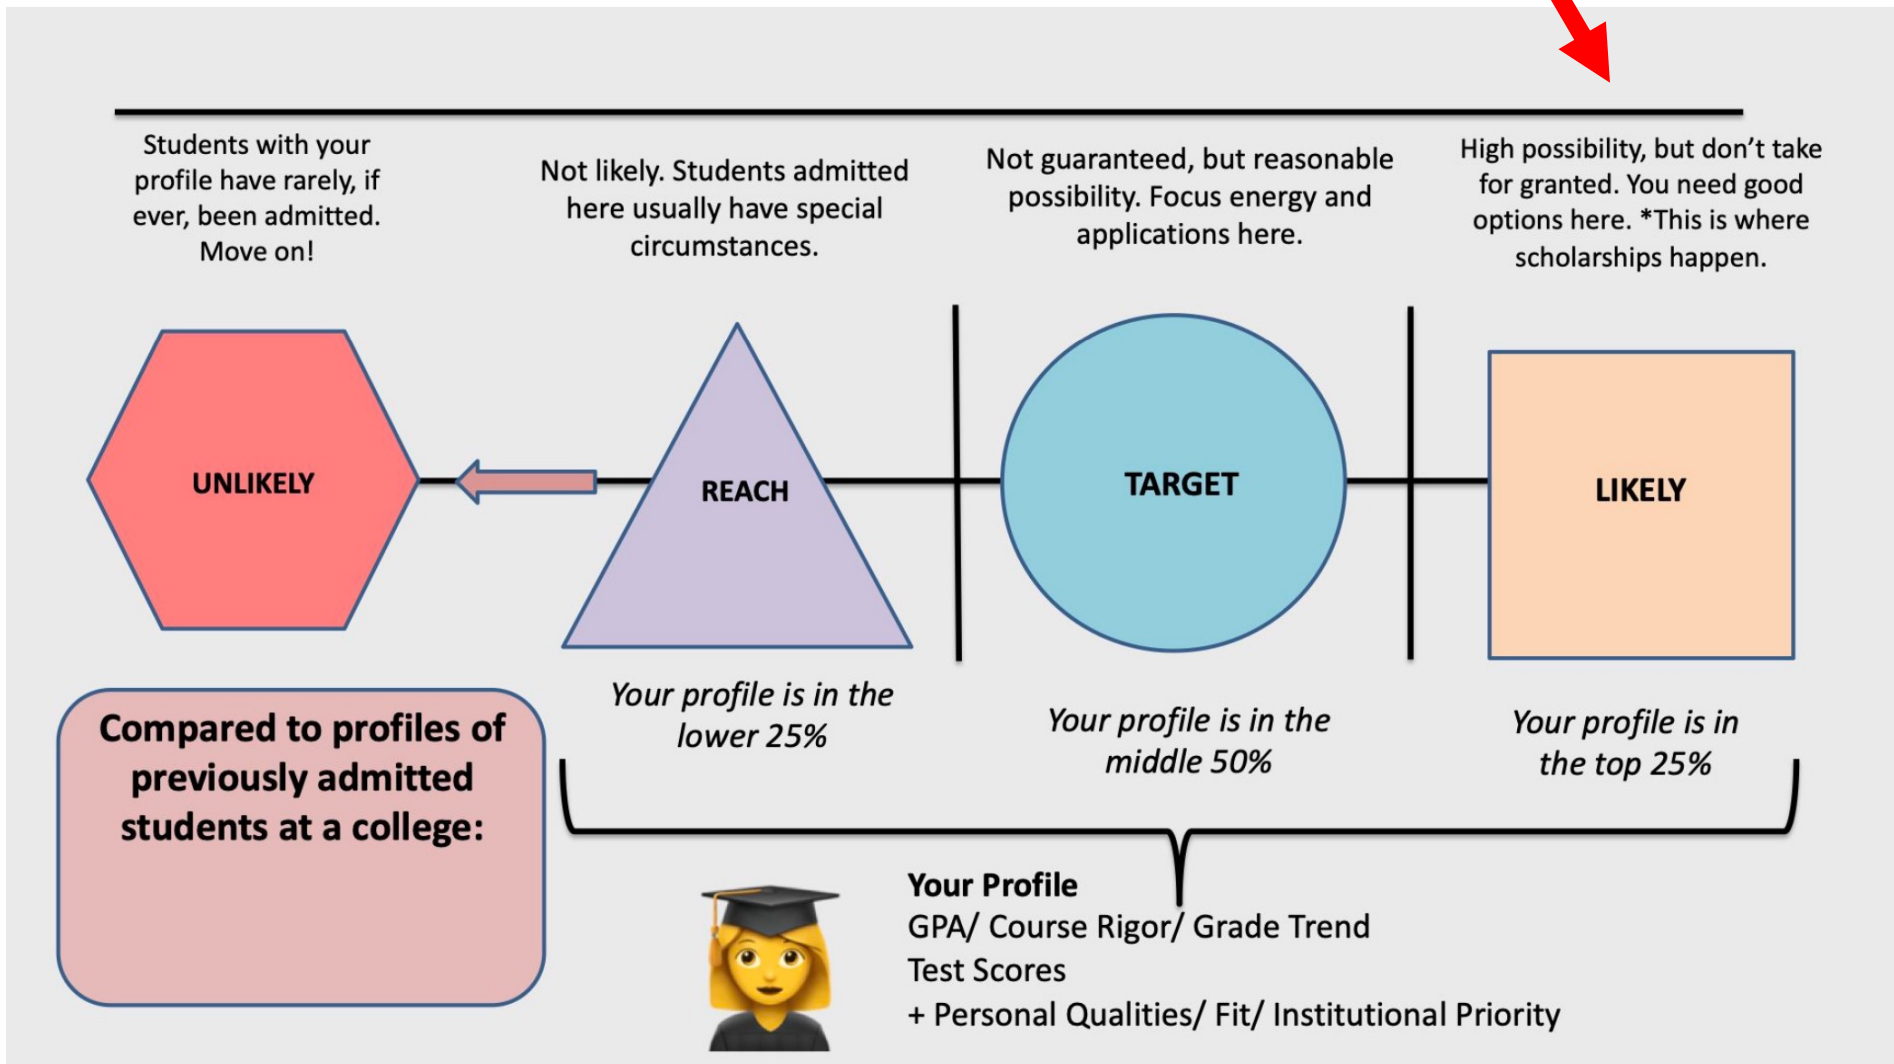 Students with your
profile have rarely, if
ever, been admitted.
Move on!
Not likely. Students admitted
here usually have special
circumstances.
Not guaranteed, but reasonable
possibility. Focus energy and
applications here.
High possibility, but don’t take
for granted. You need good
options here. *This is where
scholarships happen.
UNLIKELY
REACH
TARGET
LIKELY
Your profile is in the
lower 25%
Your profile is in the
middle 50%
Your profile is in
the top 25%
Compared to profiles of
previously admitted
students at a college:
Your Profile
GPA/ Course Rigor/ Grade Trend
Test Scores
+ Personal Qualities/ Fit/ Institutional Priority